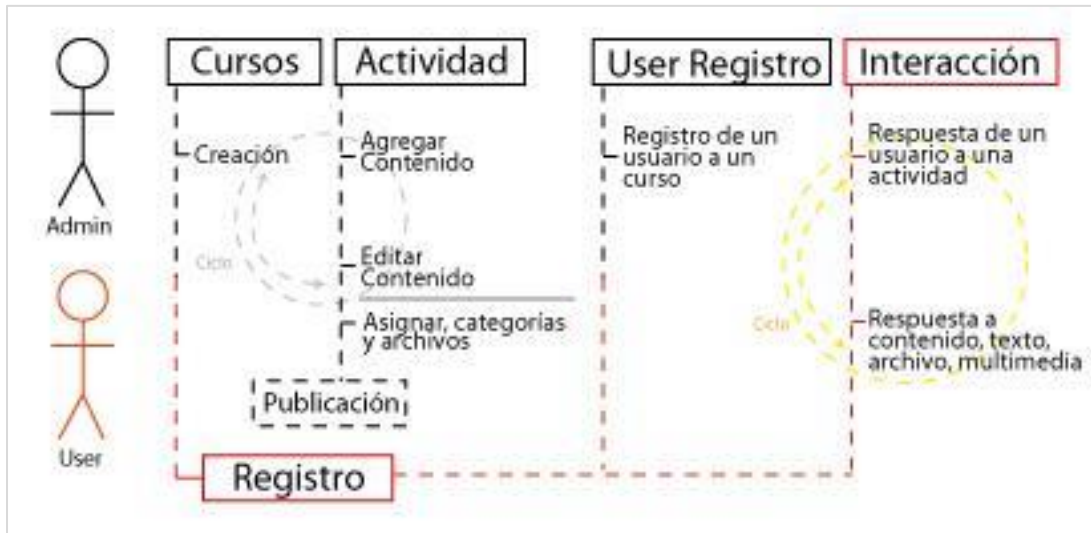 Cursos
Actividad
User Registro
Interacción
Creación
Agregar
Contenido
Registro de un
usuario a un
curso
Respuesta de un
usuario a una
actividad
Admin
Ciclo
Editar
Contenido
Asignar, categorías
y archivos
Ciclo
Respuesta a
contenido, texto,
archivo, multimedia
Publicación
User
Registro